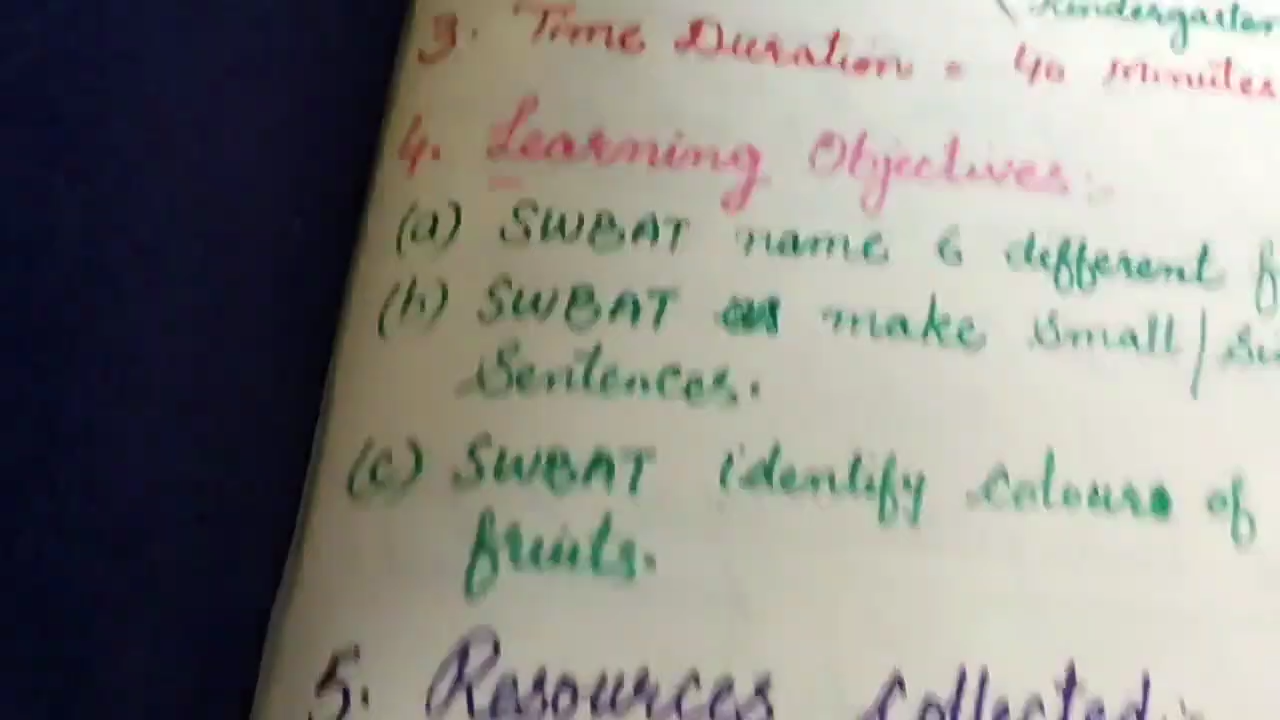 (Kindergarten
3. Time Duration = 40 minutes
4. Learning Objectives:-
(a) SWBAT name 6 different
(b) SWBAT make small/
Sentences.
(c) SWBAT identify colours of
fruits.
5. Resources Collected:-